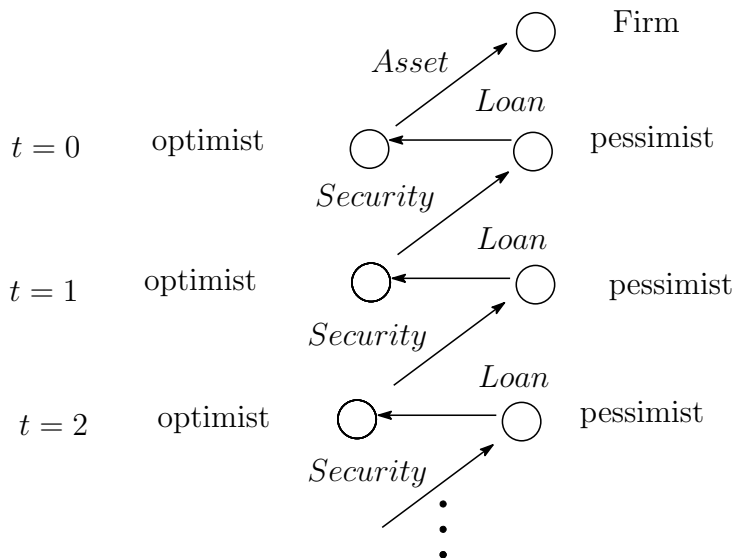 Firm
Asset
Loan
t = 0 optimist pessimist
Security
Loan
t = 1 optimist pessimist
Security
Loan
t = 2 optimist pessimist
Security